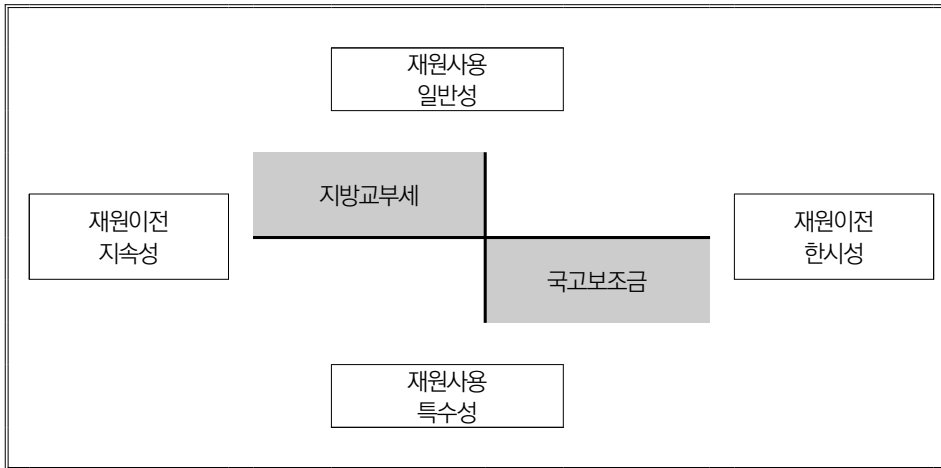 재원사용
일반성
지방교부세
재원이전
지속성
재원이전
한시성
국고보조금
재원사용
특수성